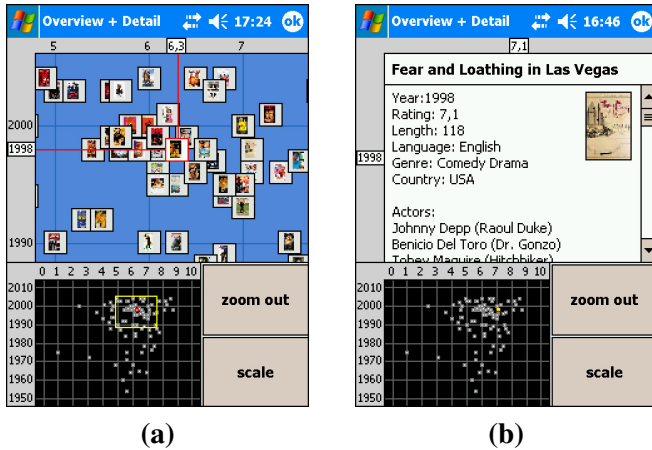 Overview + Detail 17:24 ok
5 6 6,3 7
2000
1998
1990
0 1 2 3 4 5 6 7 8 9 10
2010
2000
1990
1980
1970
1960
1950
zoom out
scale
(a)
Overview + Detail 16:46 ok
7,1
Fear and Loathing in Las Vegas
Year:1998
Rating: 7,1
Length: 118
Language: English
Genre: Comedy Drama
Country: USA
1998
Actors:
Johnny Depp (Raoul Duke)
Benicio Del Toro (Dr. Gonzo)
Tobey Maguire (Hitchhiker)
0 1 2 3 4 5 6 7 8 9 10
2010
2000
1990
1980
1970
1960
1950
zoom out
scale
(b)